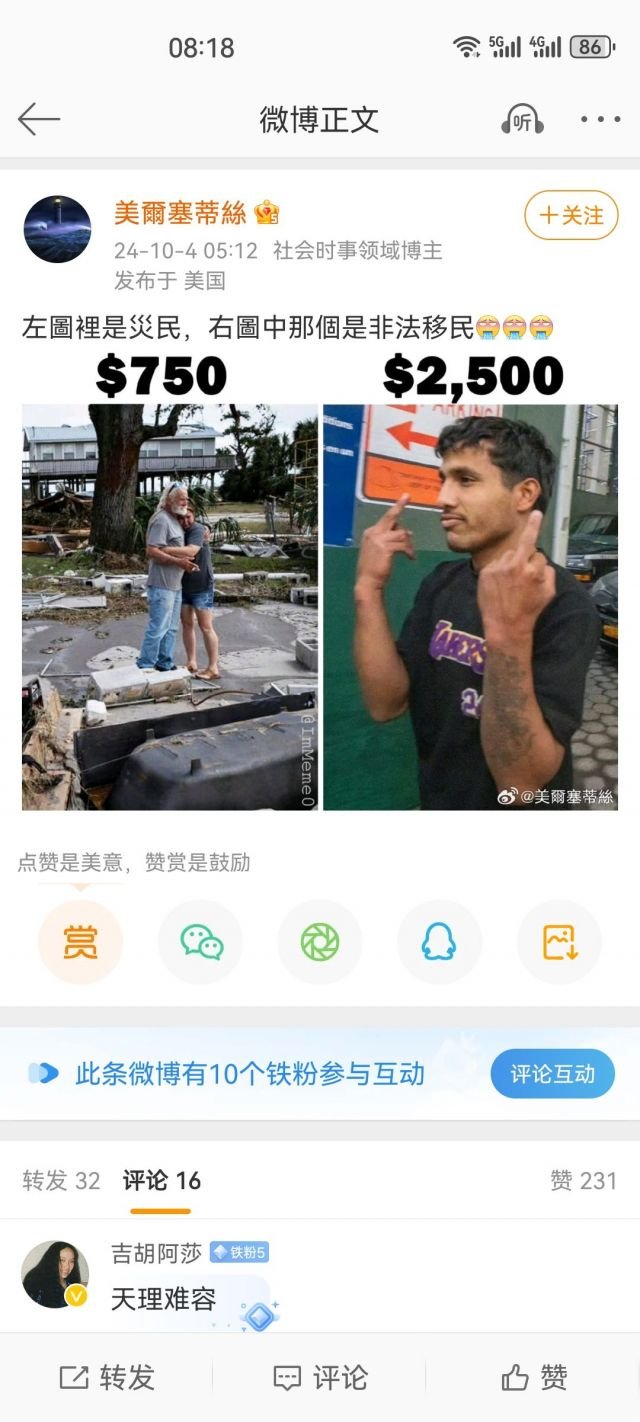 08:18
5G 4G 86
微博正文
听
美爾塞蒂絲
5
+关注
24-10-4 05:12 社会时事领域博主
发布于 美国
左圖裡是災民，右圖中那個是非法移民
$750 $2,500
PARKING!
LAKERS
24
@ImMeme0
@美爾塞蒂絲
点赞是美意，赞赏是鼓励
赏
此条微博有10个铁粉参与互动
评论互动
转发 32 评论 16 赞 231
吉胡阿莎 铁粉5
天理难容
转发 评论 赞